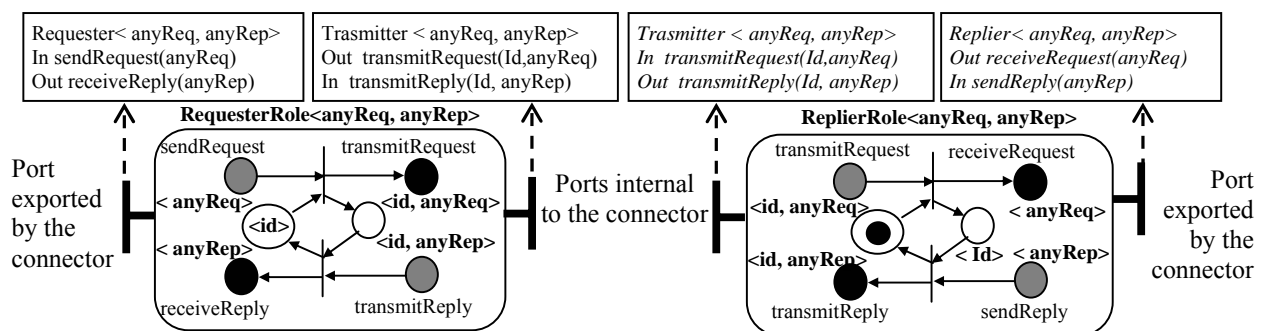 Requester< anyReq, anyRep>
In sendRequest(anyReq)
Out receiveReply(anyRep)
Trasmitter < anyReq, anyRep>
Out transmitRequest(Id,anyReq)
In transmitReply(Id, anyRep)
Trasmitter < anyReq, anyRep>
In transmitRequest(Id,anyReq)
Out transmitReply(Id, anyRep)
Replier< anyReq, anyRep>
Out receiveRequest(anyReq)
In sendReply(anyRep)
RequesterRole<anyReq, anyRep>
sendRequest
transmitRequest
< anyReq>
<id, anyReq>
<id>
< anyRep>
<id, anyRep>
receiveReply
transmitReply
Port
exported
by the
connector
Ports internal
to the connector
ReplierRole<anyReq, anyRep>
transmitRequest
receiveRequest
<id, anyReq>
< anyReq>
<id, anyRep>
< Id>
< anyRep>
transmitReply
sendReply
Port
exported
by the
connector